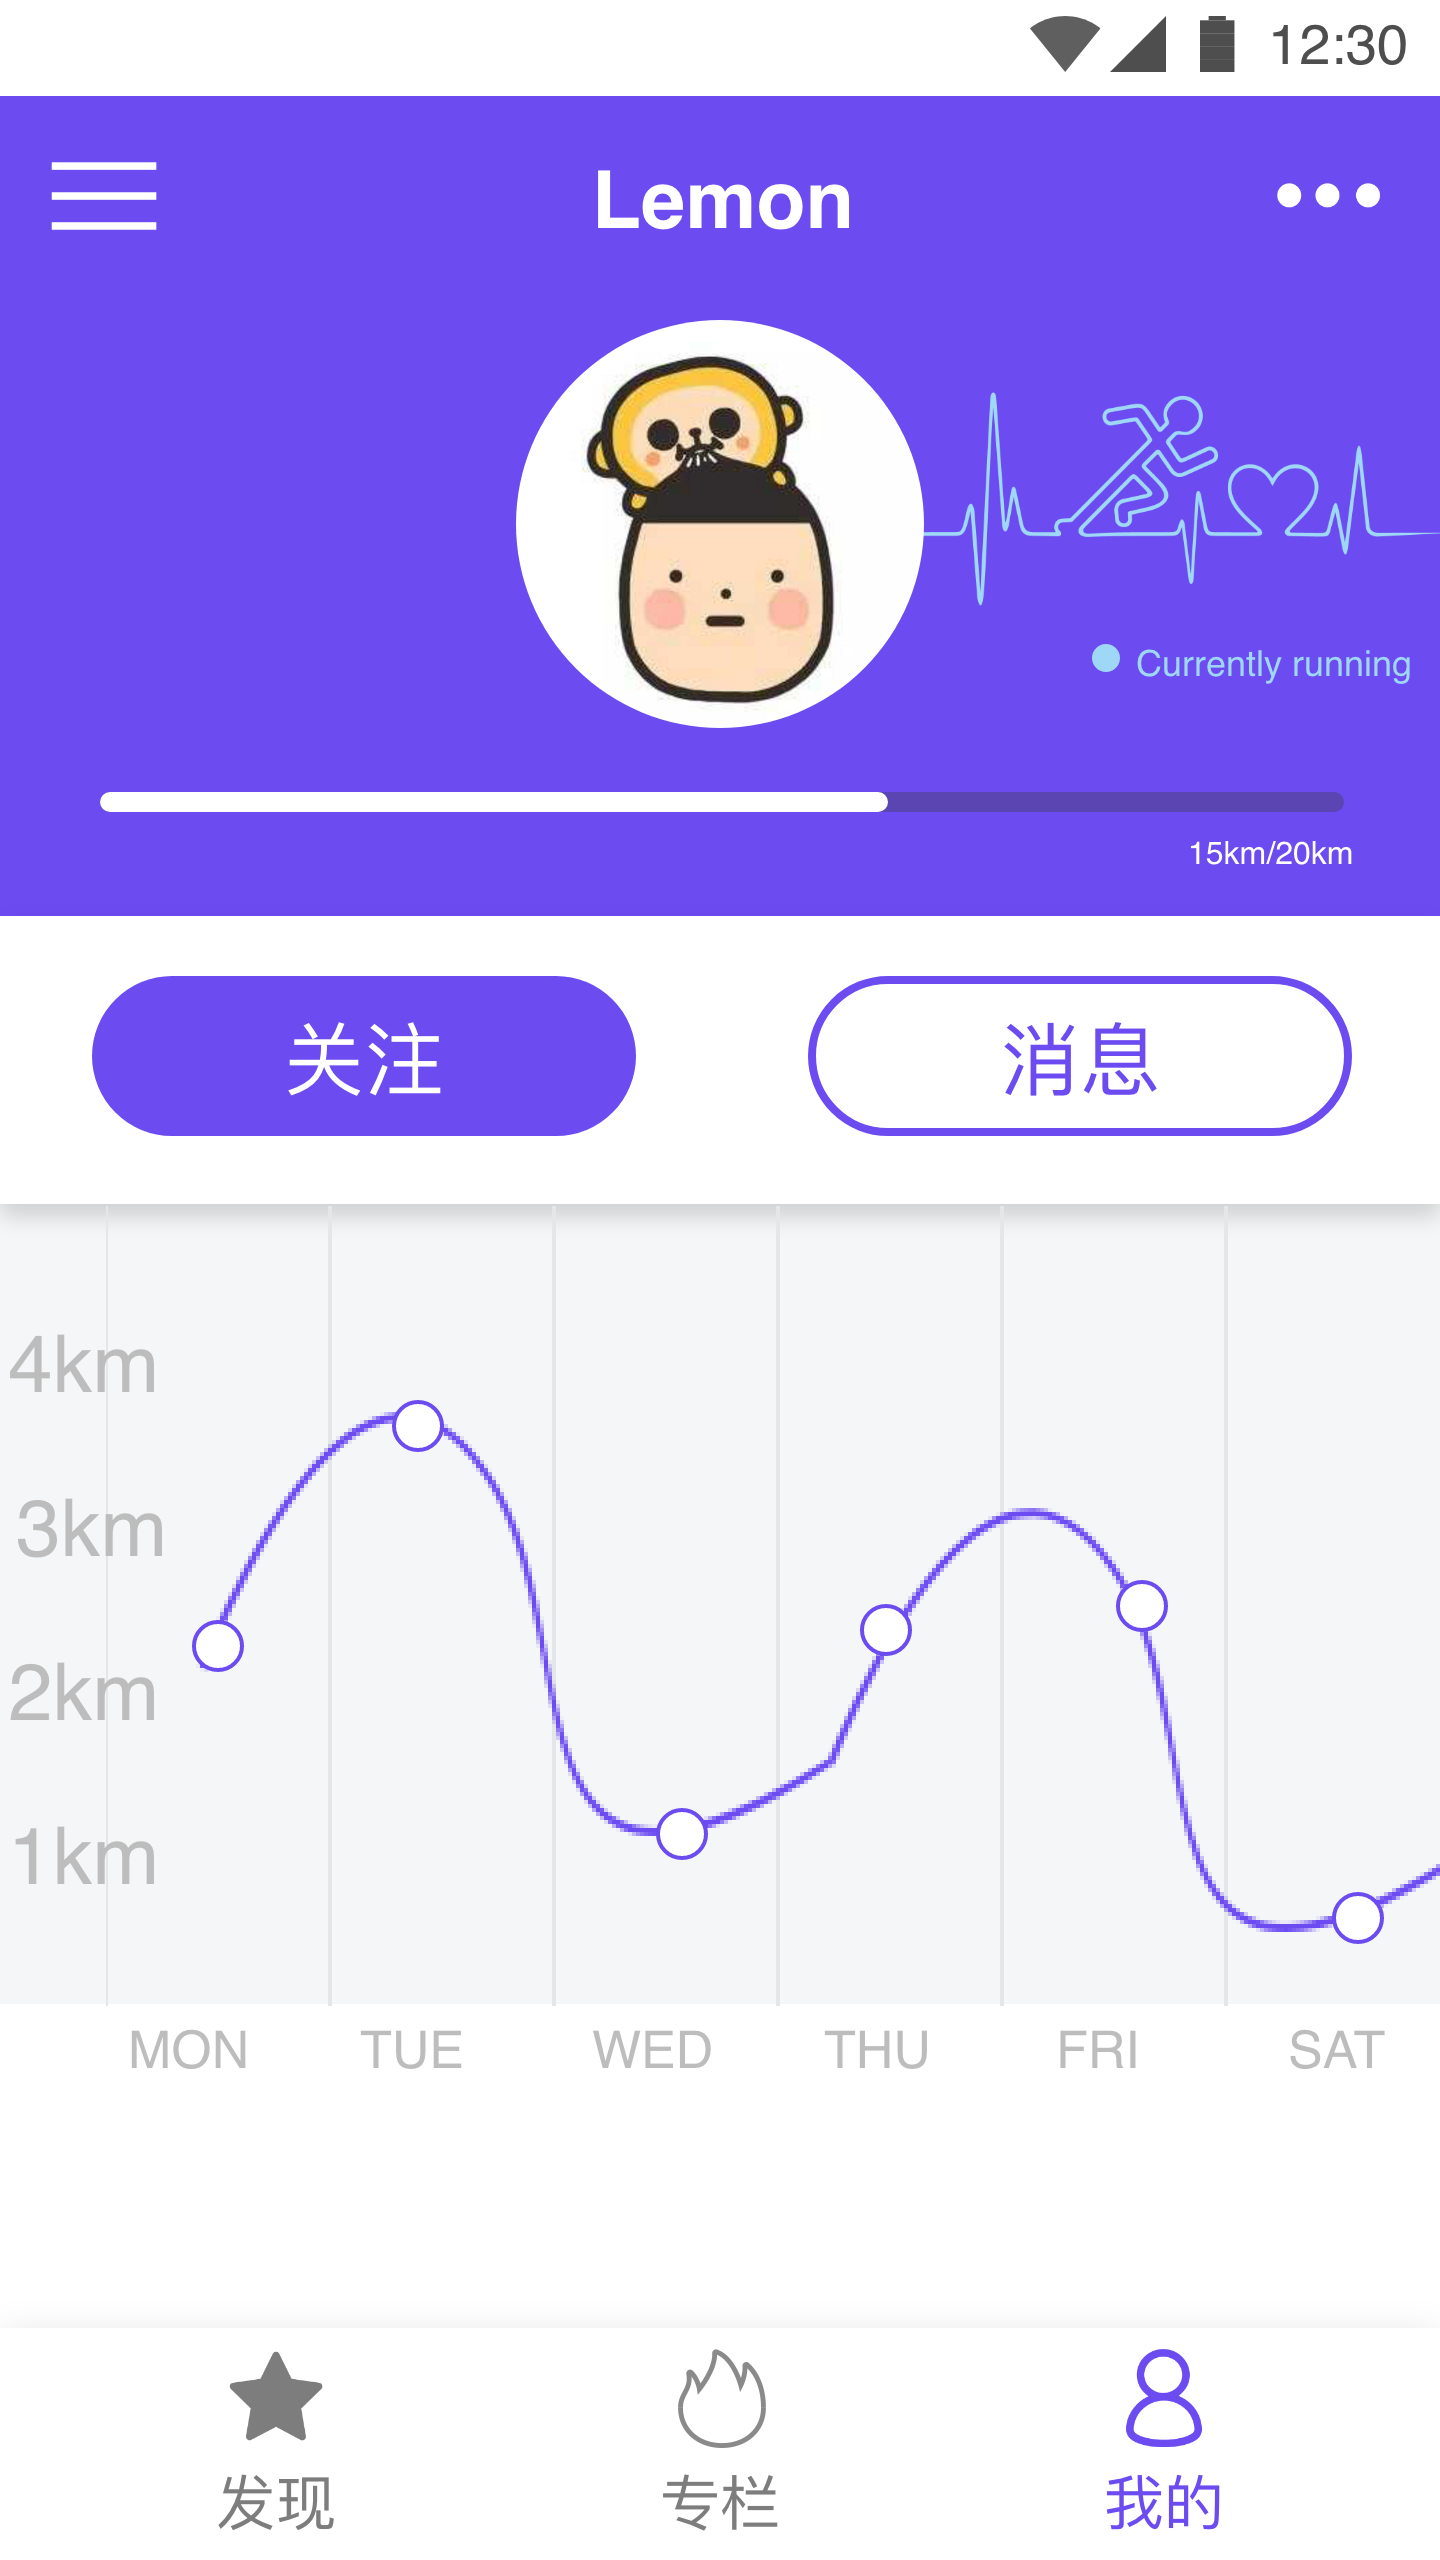 12:30
Lemon
Currently running
15km/20km
关注
消息
4km
3km
2km
1km
MON TUE WED THU FRI SAT
发现
专栏
我的